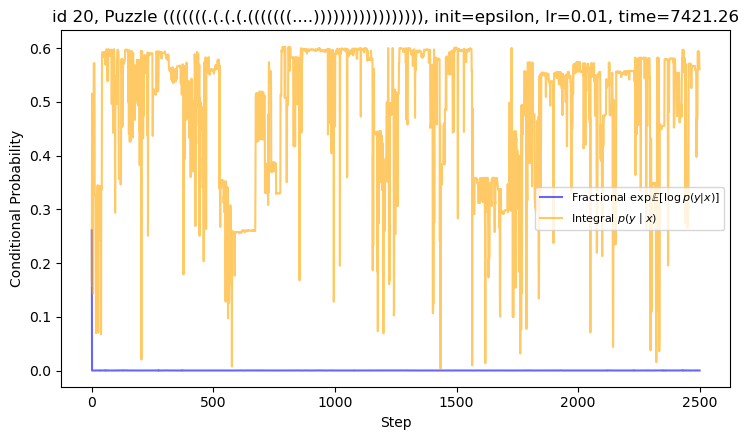 id 20, Puzzle (((((((.(.(.(.(((((((....))))))))))))))))), init=epsilon, lr=0.01, time=7421.26
0.6
0.5
0.4
0.3
0.2
0.1
0.0
Conditional Probability
Fractional exp𝔼[log p(y|x)]
Integral p(y | x)
0 500 1000 1500 2000 2500
Step